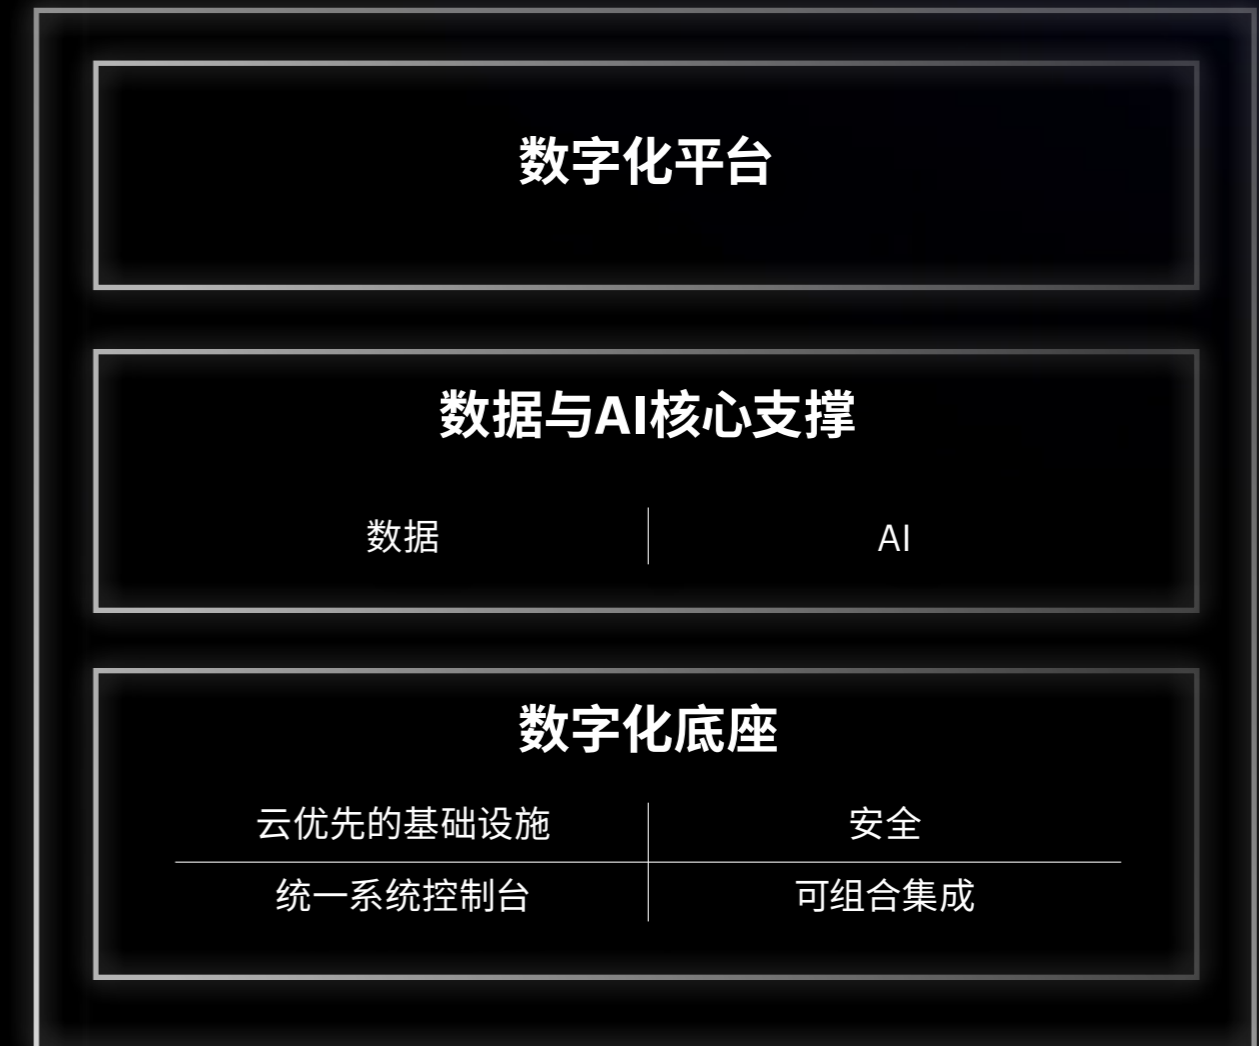 数字化平台
数据与AI核心支撑
数据
AI
数字化底座
云优先的基础设施
安全
统一系统控制台
可组合集成